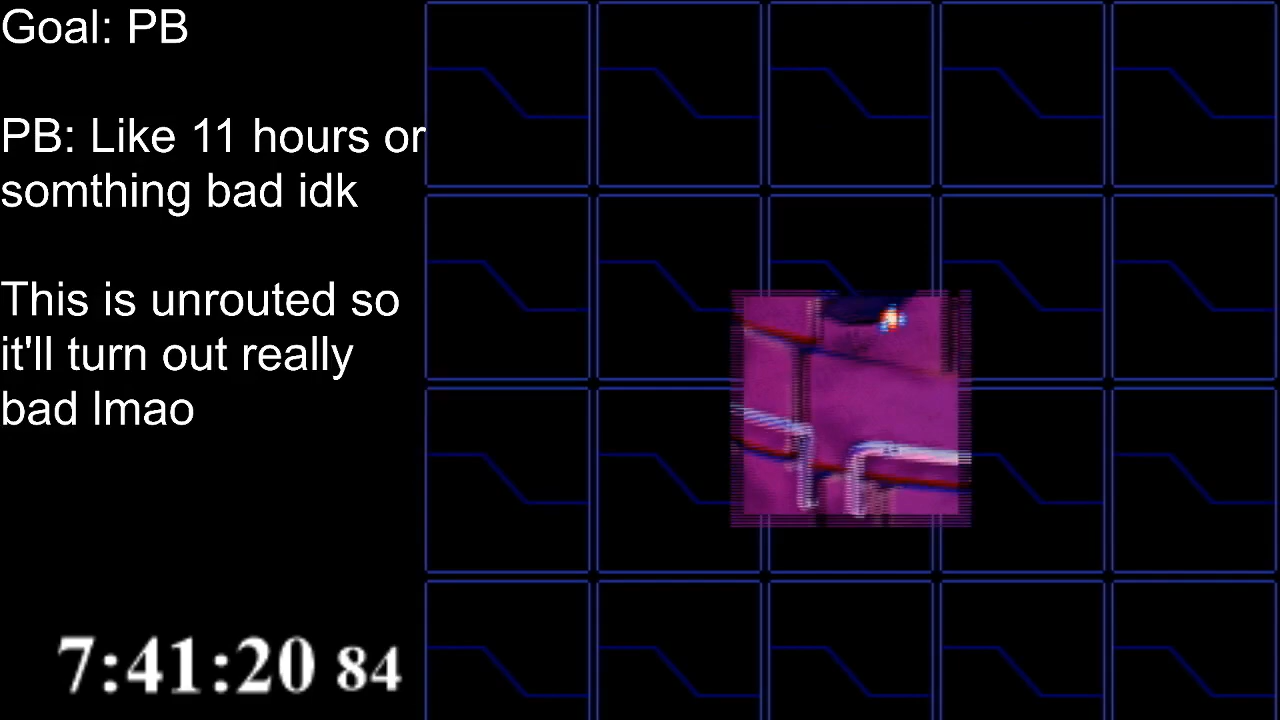 Goal: PB
PB: Like 11 hours or
somthing bad idk
This is unrouted so
it'll turn out really
bad lmao
7:41:20 84